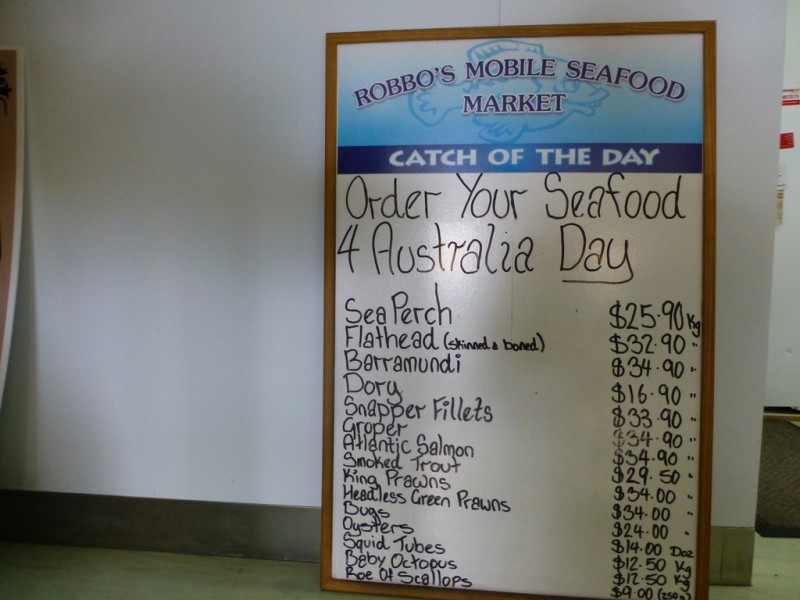 ROBBO'S MOBILE SEAFOOD
MARKET
CATCH OF THE DAY
Order Your Seafood
4 Australia Day
Sea Perch $25.90 Kg
Flathead (skinned & boned) $32.90 "
Barramundi $34.90 "
Dory $16.90 "
Snapper Fillets $33.90 "
Groper $34.90 "
Atlantic Salmon $34.90 "
Smoked Trout $29.50 "
King Prawns $34.00 "
Headless Green Prawns $34.00 "
Bugs $24.00 "
Oysters $14.00 Doz
Squid Tubes $12.50 Kg
Baby Octopus $12.50 Kg
Roe Of Scallops $9.00 (250g)